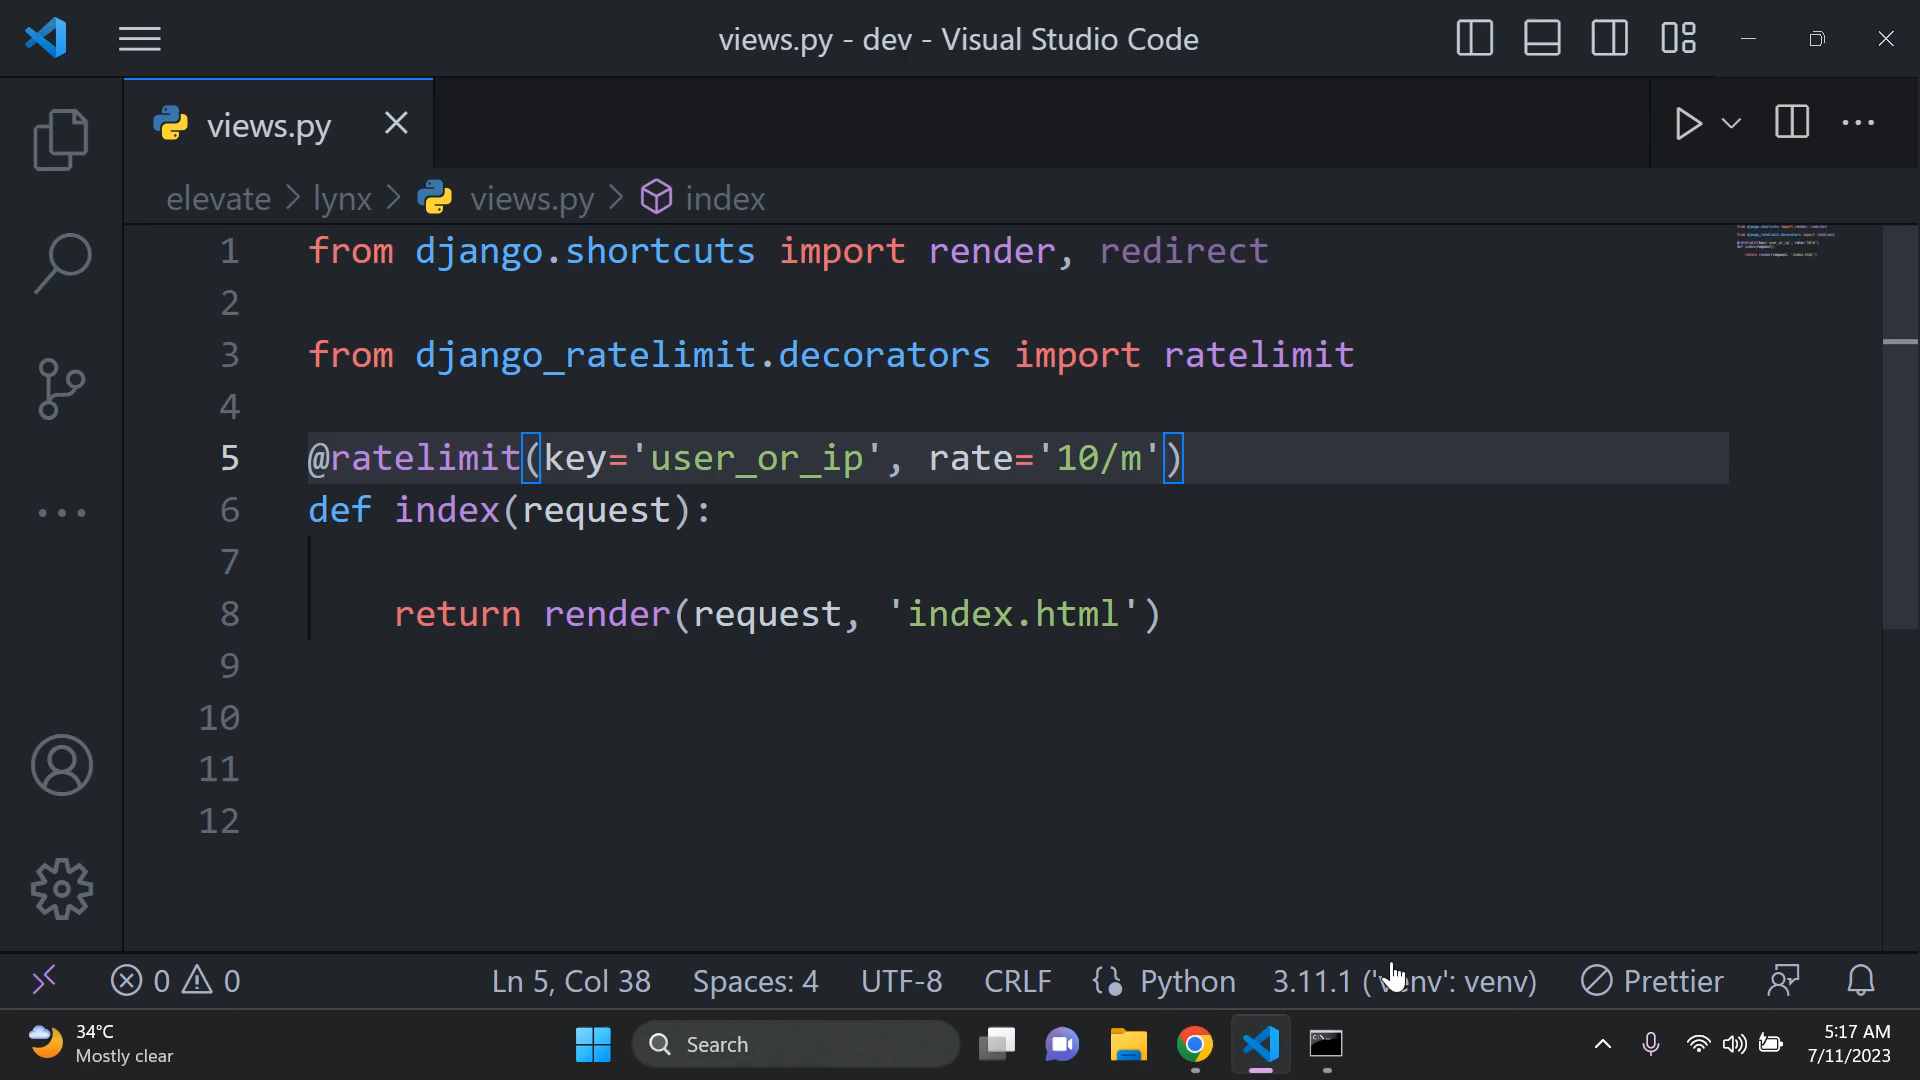 views.py - dev - Visual Studio Code
views.py
elevate > lynx > views.py > index
1 from django.shortcuts import render, redirect
2
3 from django_ratelimit.decorators import ratelimit
4
5 @ratelimit(key='user_or_ip', rate='10/m')
6 def index(request):
7
8     return render(request, 'index.html')
9
10
11
12
0 0 Ln 5, Col 38 Spaces: 4 UTF-8 CRLF Python 3.11.1 ('venv': venv) Prettier
34°C
Mostly clear
Search
5:17 AM
7/11/2023